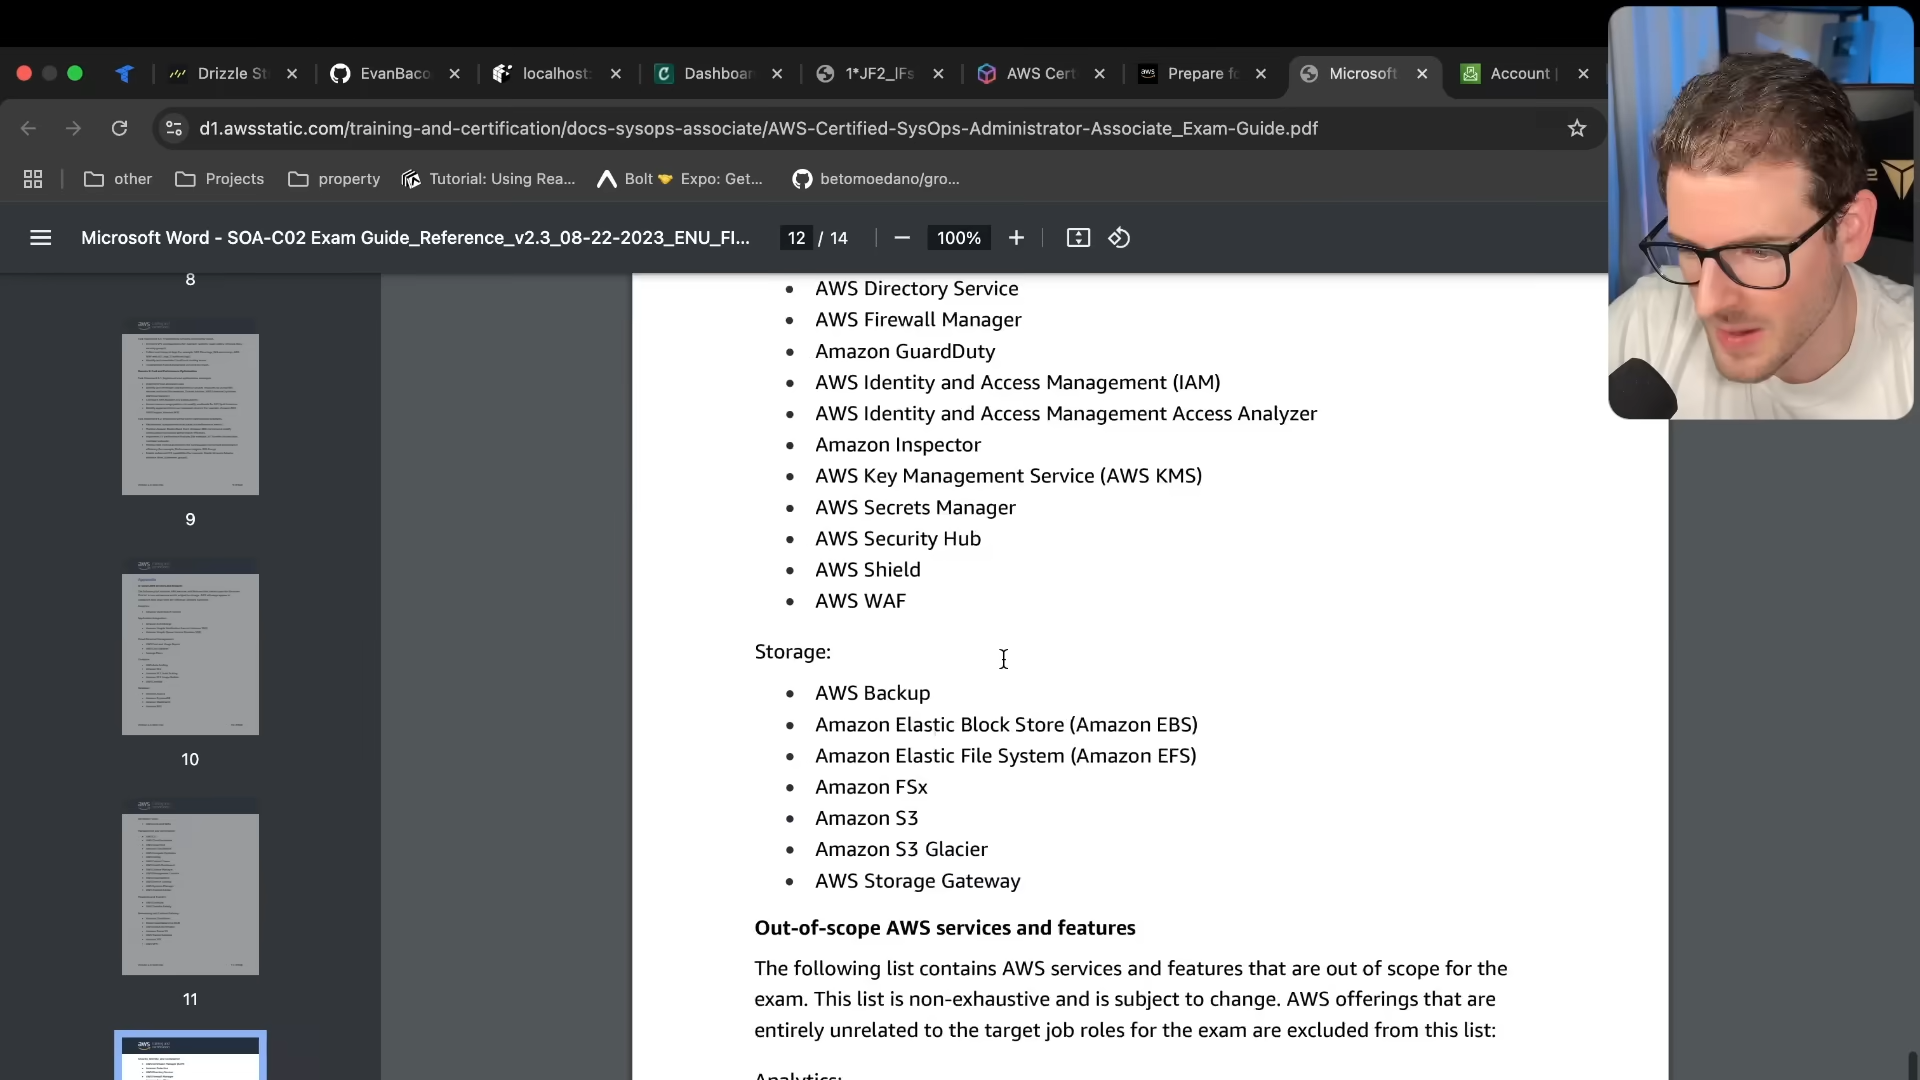 Drizzle St
EvanBaco
localhost:
Dashboar
1*JF2_lFs
AWS Cert
Prepare fo
Microsoft
Account |
d1.awsstatic.com/training-and-certification/docs-sysops-associate/AWS-Certified-SysOps-Administrator-Associate_Exam-Guide.pdf
other
Projects
property
Tutorial: Using Rea...
Bolt 🤝 Expo: Get...
betomoedano/gro...
Microsoft Word - SOA-C02 Exam Guide_Reference_v2.3_08-22-2023_ENU_FI...
12 / 14
100%
8
9
10
11
AWS Directory Service
AWS Firewall Manager
Amazon GuardDuty
AWS Identity and Access Management (IAM)
AWS Identity and Access Management Access Analyzer
Amazon Inspector
AWS Key Management Service (AWS KMS)
AWS Secrets Manager
AWS Security Hub
AWS Shield
AWS WAF
Storage:
AWS Backup
Amazon Elastic Block Store (Amazon EBS)
Amazon Elastic File System (Amazon EFS)
Amazon FSx
Amazon S3
Amazon S3 Glacier
AWS Storage Gateway
Out-of-scope AWS services and features
The following list contains AWS services and features that are out of scope for the
exam. This list is non-exhaustive and is subject to change. AWS offerings that are
entirely unrelated to the target job roles for the exam are excluded from this list:
Analytics: